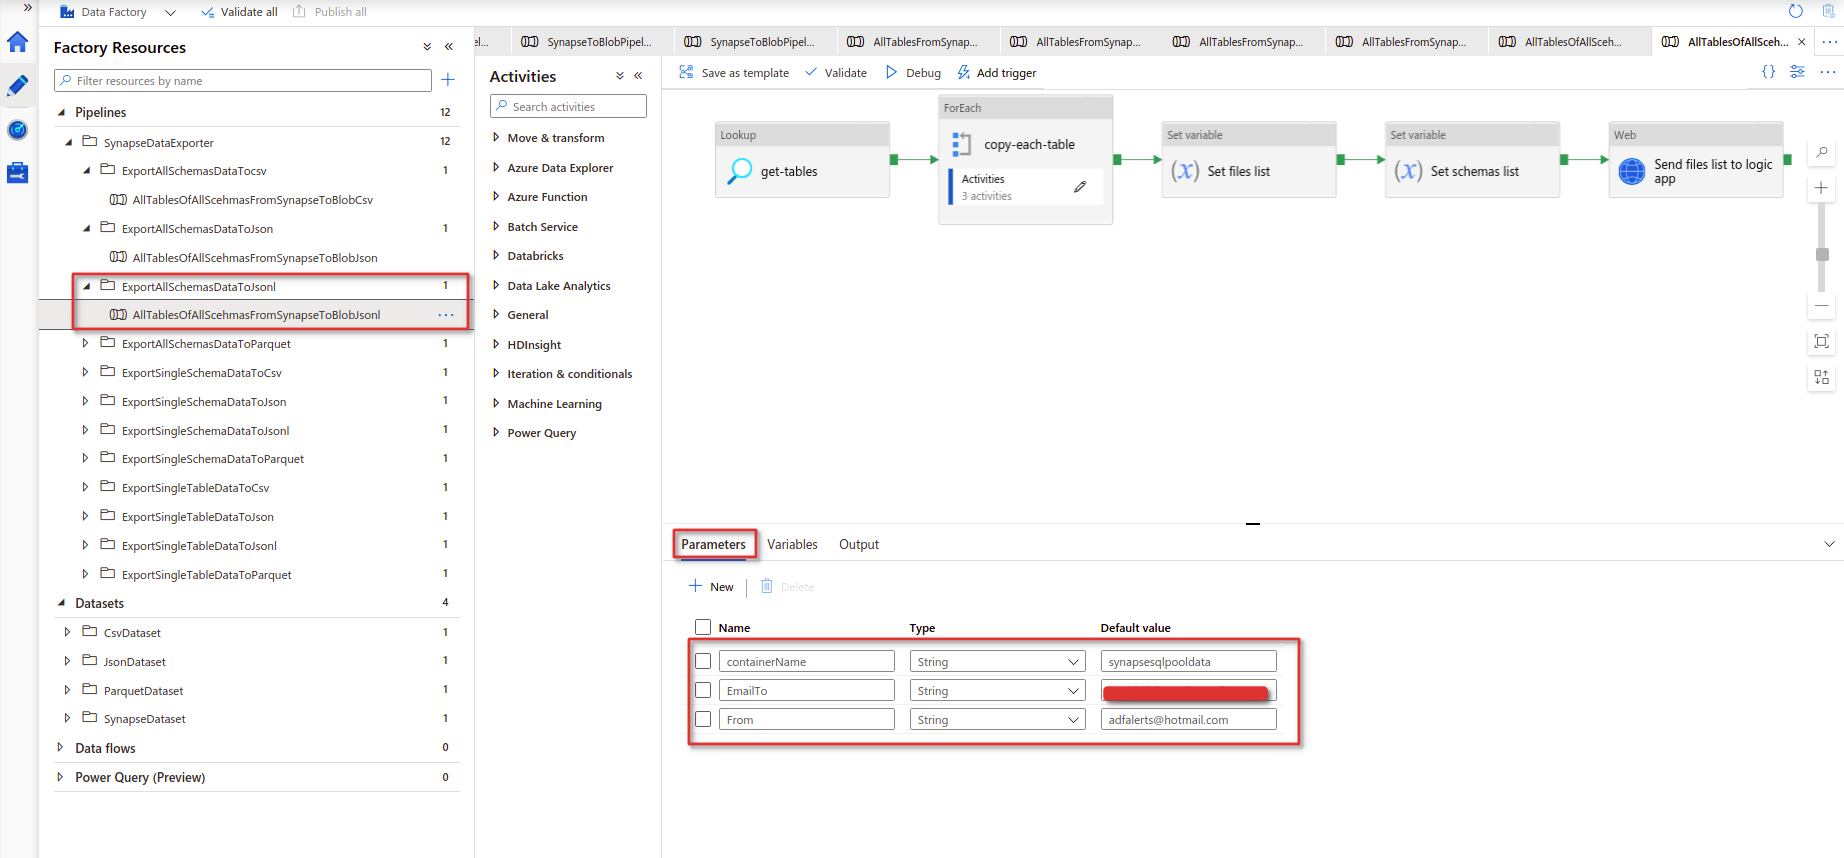 Data Factory
Validate all
Publish all
Factory Resources
Filter resources by name
Pipelines 12
SynapseDataExporter 12
ExportAllSchemasDataTocsv 1
AllTablesOfAllScehmasFromSynapseToBlobCsv
ExportAllSchemasDataToJson 1
AllTablesOfAllScehmasFromSynapseToBlobJson
ExportAllSchemasDataToJsonl 1
AllTablesOfAllScehmasFromSynapseToBlobJsonl
ExportAllSchemasDataToParquet 1
ExportSingleSchemaDataToCsv 1
ExportSingleSchemaDataToJson 1
ExportSingleSchemaDataToJsonl 1
ExportSingleSchemaDataToParquet 1
ExportSingleTableDataToCsv 1
ExportSingleTableDataToJson 1
ExportSingleTableDataToJsonl 1
ExportSingleTableDataToParquet 1
Datasets 4
CsvDataset 1
JsonDataset 1
ParquetDataset 1
SynapseDataset 1
Data flows 0
Power Query (Preview) 0
SynapseToBlobPipel...
SynapseToBlobPipel...
AllTablesFromSynap...
AllTablesFromSynap...
AllTablesFromSynap...
AllTablesFromSynap...
AllTablesOfAllSceh...
AllTablesOfAllSceh...
Activities
Search activities
Move & transform
Azure Data Explorer
Azure Function
Batch Service
Databricks
Data Lake Analytics
General
HDInsight
Iteration & conditionals
Machine Learning
Power Query
Save as template
Validate
Debug
Add trigger
Lookup
get-tables
ForEach
copy-each-table
Activities
3 activities
Set variable
Set files list
Set variable
Set schemas list
Web
Send files list to logic
app
Parameters
Variables
Output
New
Delete
Name Type Default value
containerName String synapsesqlpooldata
EmailTo String
From String adfalerts@hotmail.com